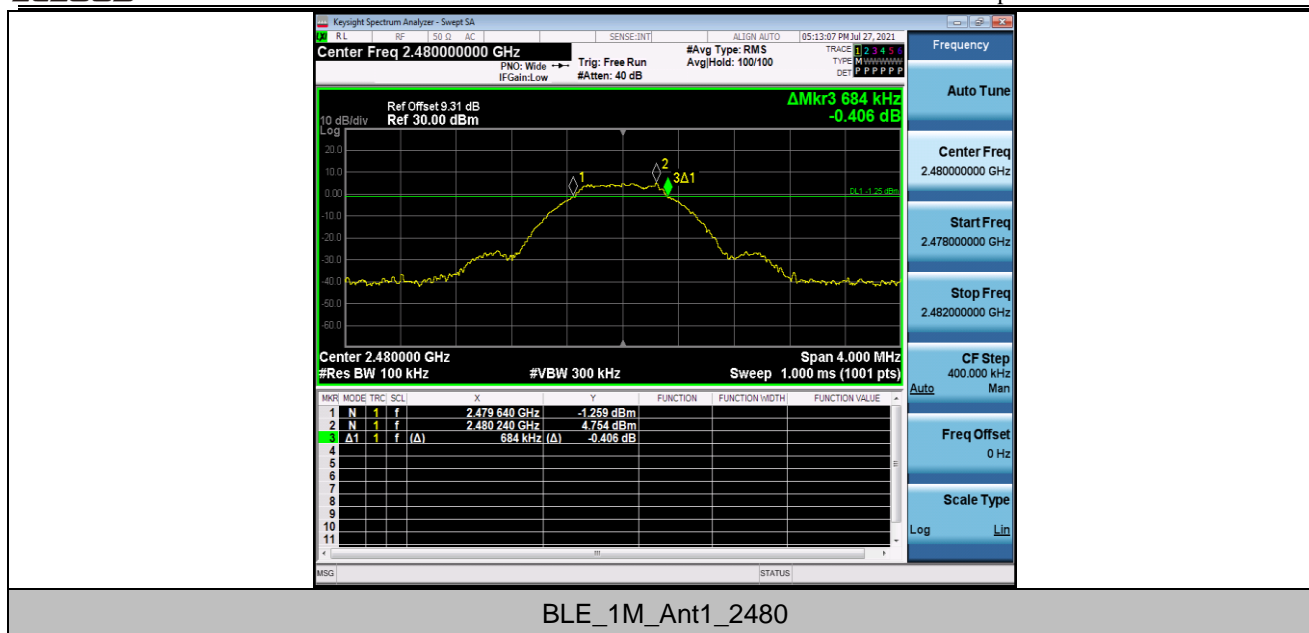 Keysight Spectrum Analyzer - Swept SA
RL RF 50 Ω AC SENSE:INT ALIGN AUTO 05:13:07 PM Jul 27, 2021
Center Freq 2.480000000 GHz
PNO: Wide
IFGain:Low
Trig: Free Run
#Atten: 40 dB
#Avg Type: RMS
Avg|Hold: 100/100
TRACE 1 2 3 4 5 6
TYPE M W W W W W
DET P P P P P P
Frequency
Auto Tune
Center Freq
2.480000000 GHz
Start Freq
2.478000000 GHz
Stop Freq
2.482000000 GHz
CF Step
400.000 kHz
Auto Man
Freq Offset
0 Hz
Scale Type
Log Lin
ΔMkr3 684 kHz
-0.406 dB
Ref Offset 9.31 dB
10 dB/div Ref 30.00 dBm
Log
20.0
10.0
0.00
-10.0
-20.0
-30.0
-40.0
-50.0
-60.0
1
2
3Δ1
DL1 -1.25 dBm
Center 2.480000 GHz Span 4.000 MHz
#Res BW 100 kHz #VBW 300 kHz Sweep 1.000 ms (1001 pts)
MKR MODE TRC SCL X Y FUNCTION FUNCTION WIDTH FUNCTION VALUE
1 N 1 f 2.479 640 GHz -1.259 dBm
2 N 1 f 2.480 240 GHz 4.754 dBm
3 Δ1 1 f (Δ) 684 kHz (Δ) -0.406 dB
4
5
6
7
8
9
10
11
MSG STATUS
BLE_1M_Ant1_2480